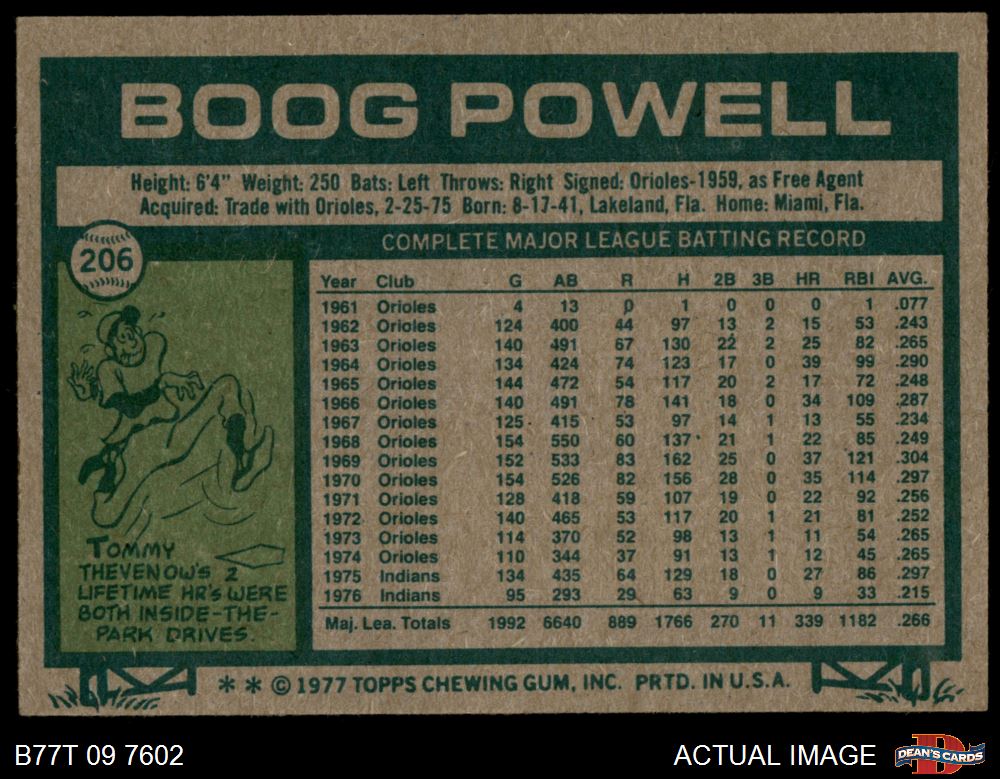 BOOG POWELL
Height: 6'4" Weight: 250 Bats: Left Throws: Right Signed: Orioles-1959, as Free Agent
Acquired: Trade with Orioles, 2-25-75 Born: 8-17-41, Lakeland, Fla. Home: Miami, Fla.
206
COMPLETE MAJOR LEAGUE BATTING RECORD
Year Club G AB R H 2B 3B HR RBI AVG.
1961 Orioles 4 13 0 1 0 0 0 1 .077
1962 Orioles 124 400 44 97 13 2 15 53 .243
1963 Orioles 140 491 67 130 22 2 25 82 .265
1964 Orioles 134 424 74 123 17 0 39 99 .290
1965 Orioles 144 472 54 117 20 2 17 72 .248
1966 Orioles 140 491 78 141 18 0 34 109 .287
1967 Orioles 125 415 53 97 14 1 13 55 .234
1968 Orioles 154 550 60 137 21 1 22 85 .249
1969 Orioles 152 533 83 162 25 0 37 121 .304
1970 Orioles 154 526 82 156 28 0 35 114 .297
1971 Orioles 128 418 59 107 19 0 22 92 .256
1972 Orioles 140 465 53 117 20 1 21 81 .252
1973 Orioles 114 370 52 98 13 1 11 54 .265
1974 Orioles 110 344 37 91 13 1 12 45 .265
1975 Indians 134 435 64 129 18 0 27 86 .297
1976 Indians 95 293 29 63 9 0 9 33 .215
Maj. Lea. Totals 1992 6640 889 1766 270 11 339 1182 .266
TOMMY
THEVENOW'S 2
LIFETIME HR'S WERE
BOTH INSIDE-THE-
PARK DRIVES.
* * © 1977 TOPPS CHEWING GUM, INC. PRTD. IN U.S.A.
B77T 09 7602
ACTUAL IMAGE
D
DEAN'S CARDS